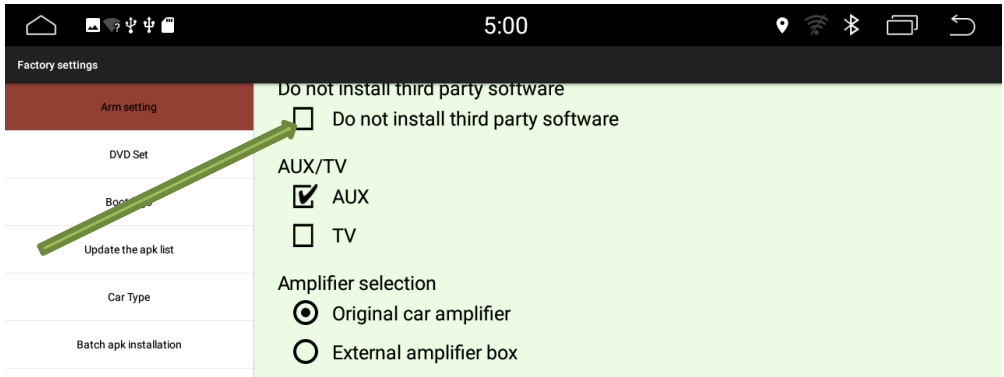 5:00
Factory settings
Arm setting
DVD Set
Boot
Update the apk list
Car Type
Batch apk installation
Do not install third party software
Do not install third party software
AUX/TV
AUX
TV
Amplifier selection
Original car amplifier
External amplifier box